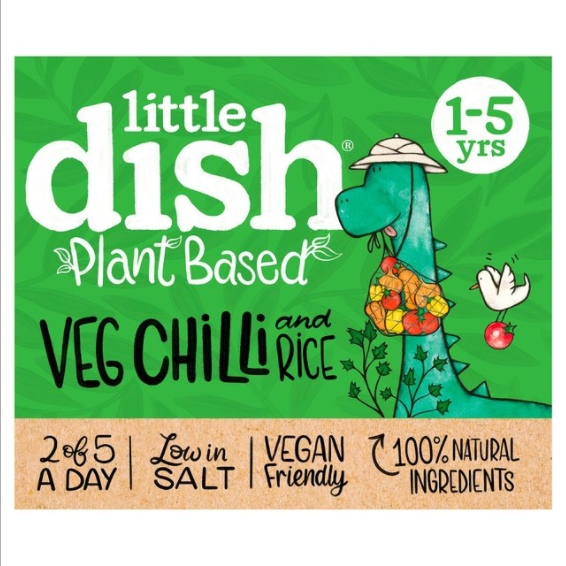 little
dish®
Plant Based
1-5
yrs
VEG CHiLLi and
RICE
2 of 5
A DAY
Low in
SALT
VEGAN
Friendly
100% NATURAL
INGREDIENTS